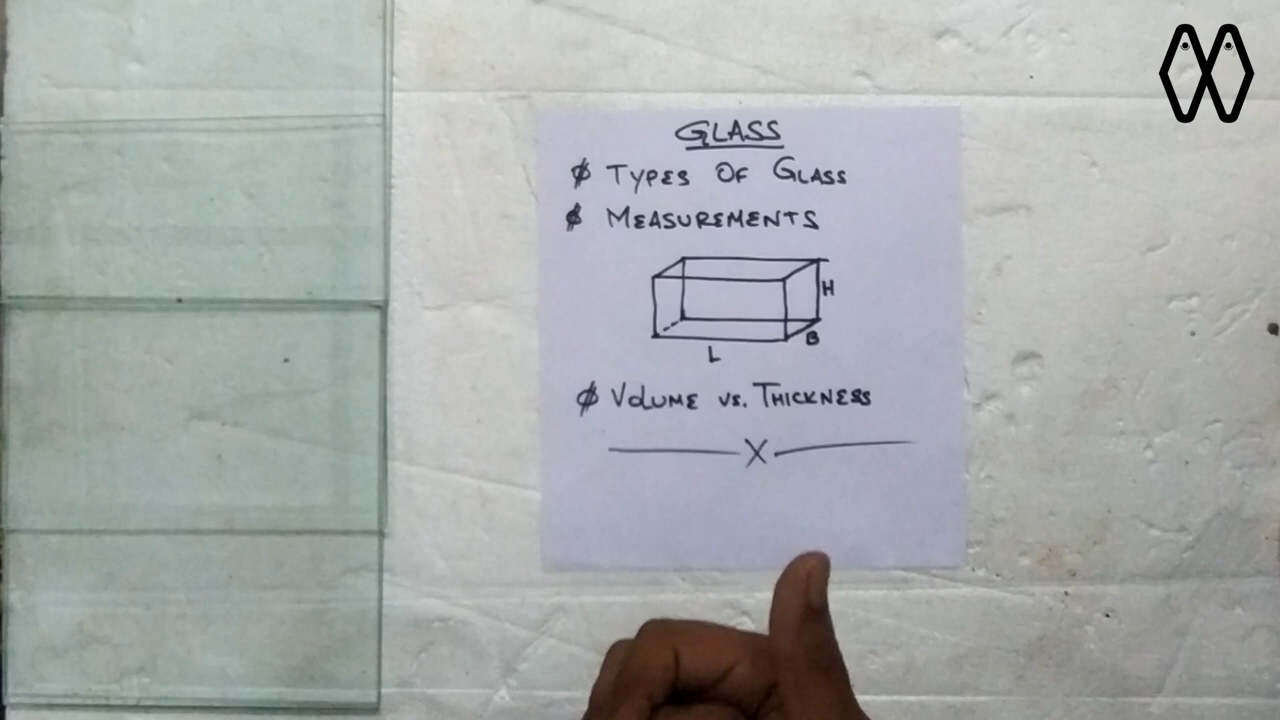 GLASS
TYPES OF GLASS
MEASUREMENTS
H
B
L
VOLUME VS. THICKNESS
X